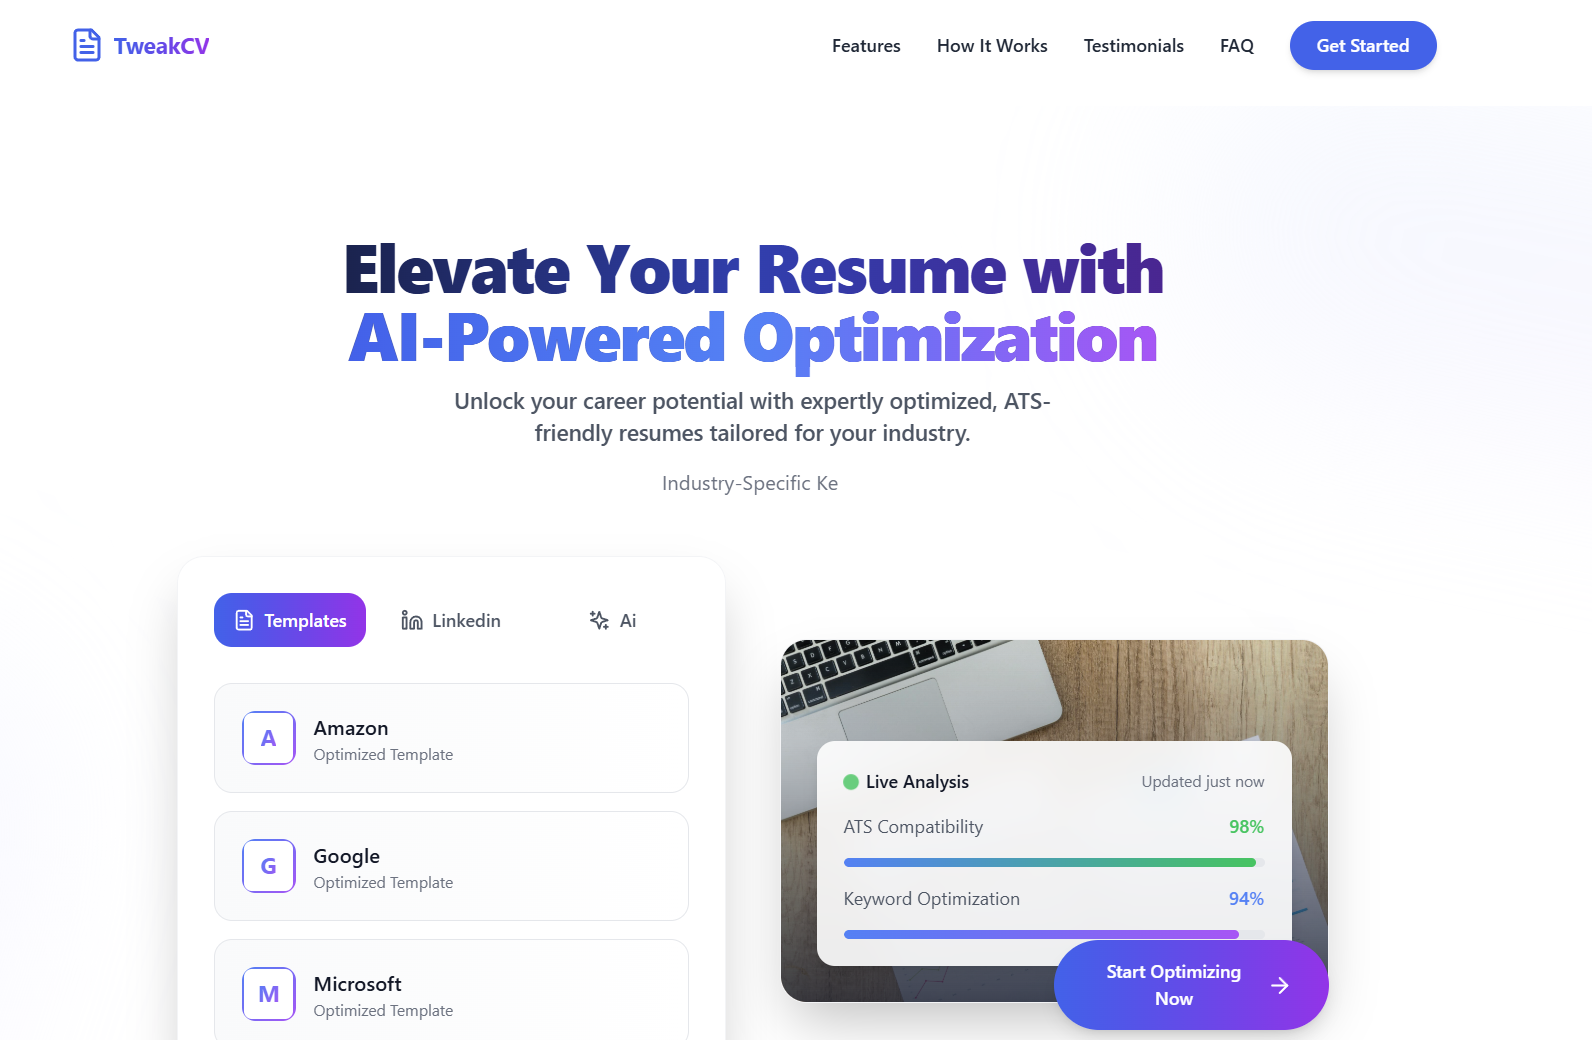 TweakCV
Features
How It Works
Testimonials
FAQ
Get Started
Elevate Your Resume with
AI-Powered Optimization
Unlock your career potential with expertly optimized, ATS-
friendly resumes tailored for your industry.
Industry-Specific Ke
Templates
Linkedin
Ai
A
Amazon
Optimized Template
G
Google
Optimized Template
M
Microsoft
Optimized Template
Live Analysis
Updated just now
ATS Compatibility
98%
Keyword Optimization
94%
Start Optimizing
Now